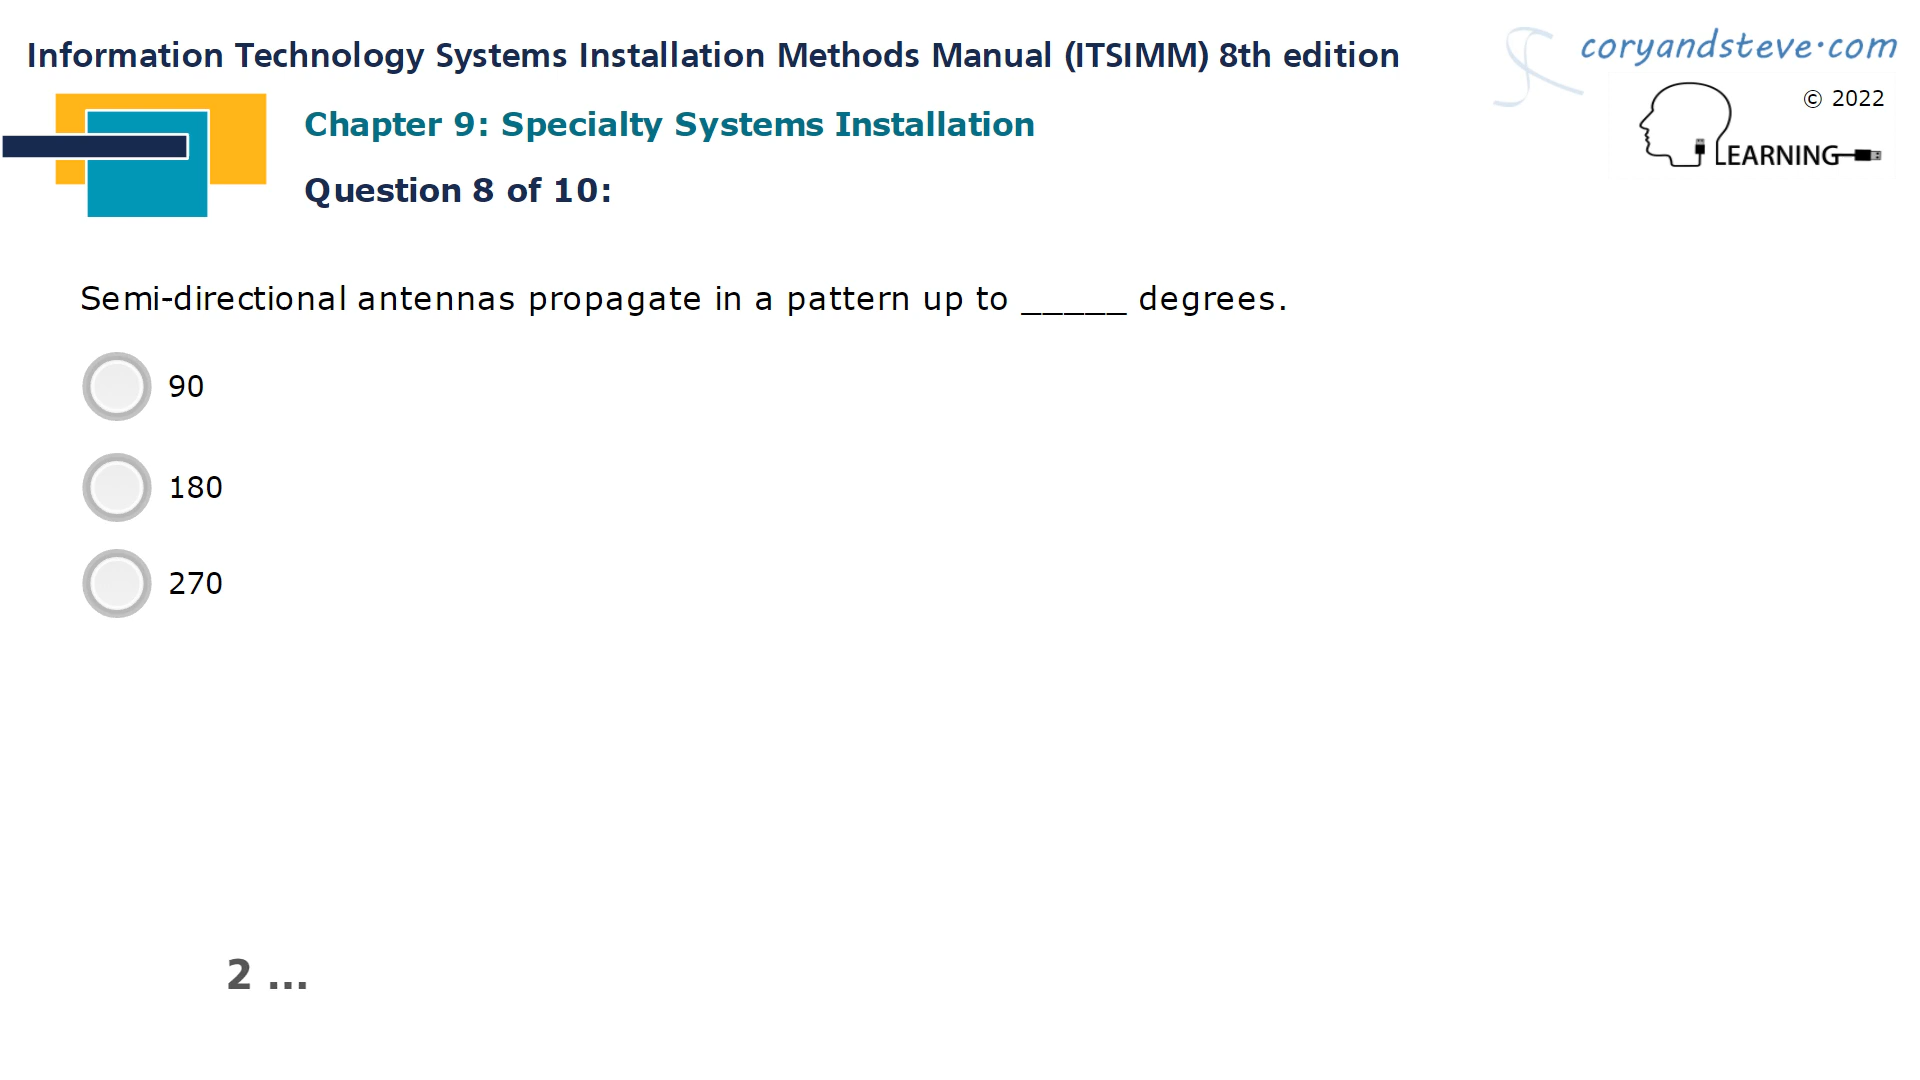 Information Technology Systems Installation Methods Manual (ITSIMM) 8th edition
coryandsteve.com
© 2022
LEARNING
Chapter 9: Specialty Systems Installation
Question 8 of 10:
Semi-directional antennas propagate in a pattern up to _____ degrees.
90
180
270
2 ...